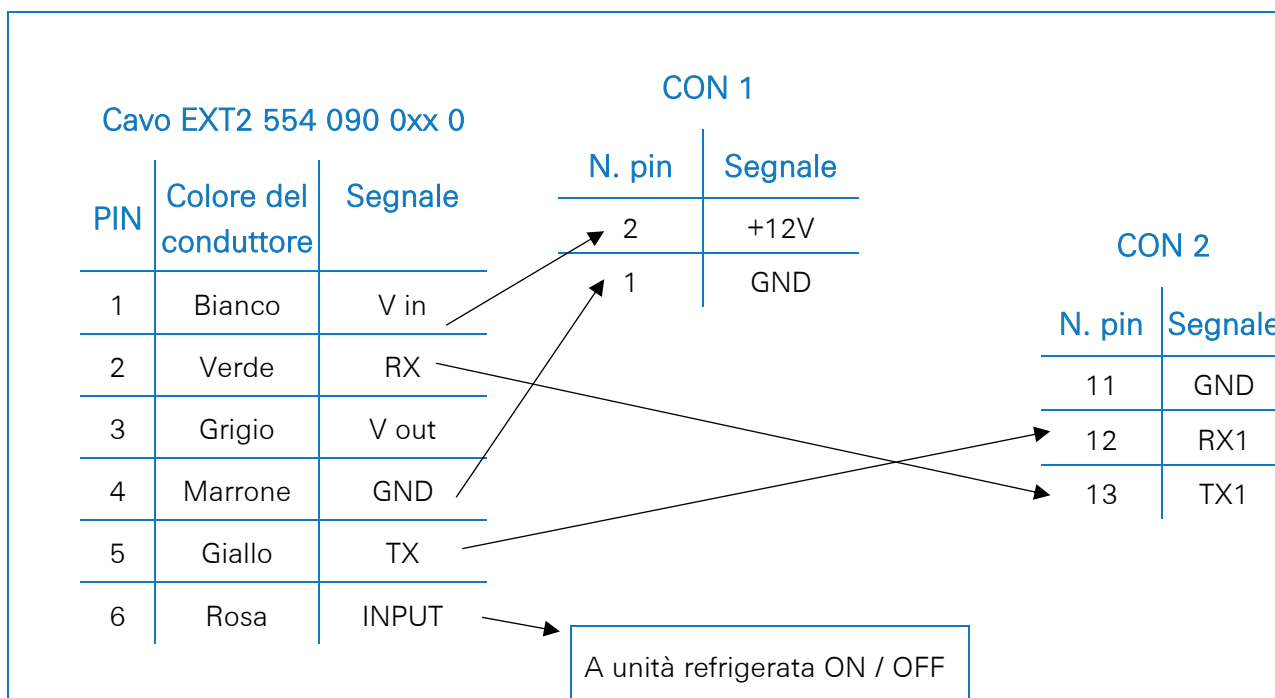 CON 1
Cavo EXT2 554 090 0xx 0
N. pin Segnale
2 +12V
1 GND
PIN Colore del conduttore Segnale
1 Bianco V in
2 Verde RX
3 Grigio V out
4 Marrone GND
5 Giallo TX
6 Rosa INPUT
CON 2
N. pin Segnale
11 GND
12 RX1
13 TX1
A unità refrigerata ON / OFF